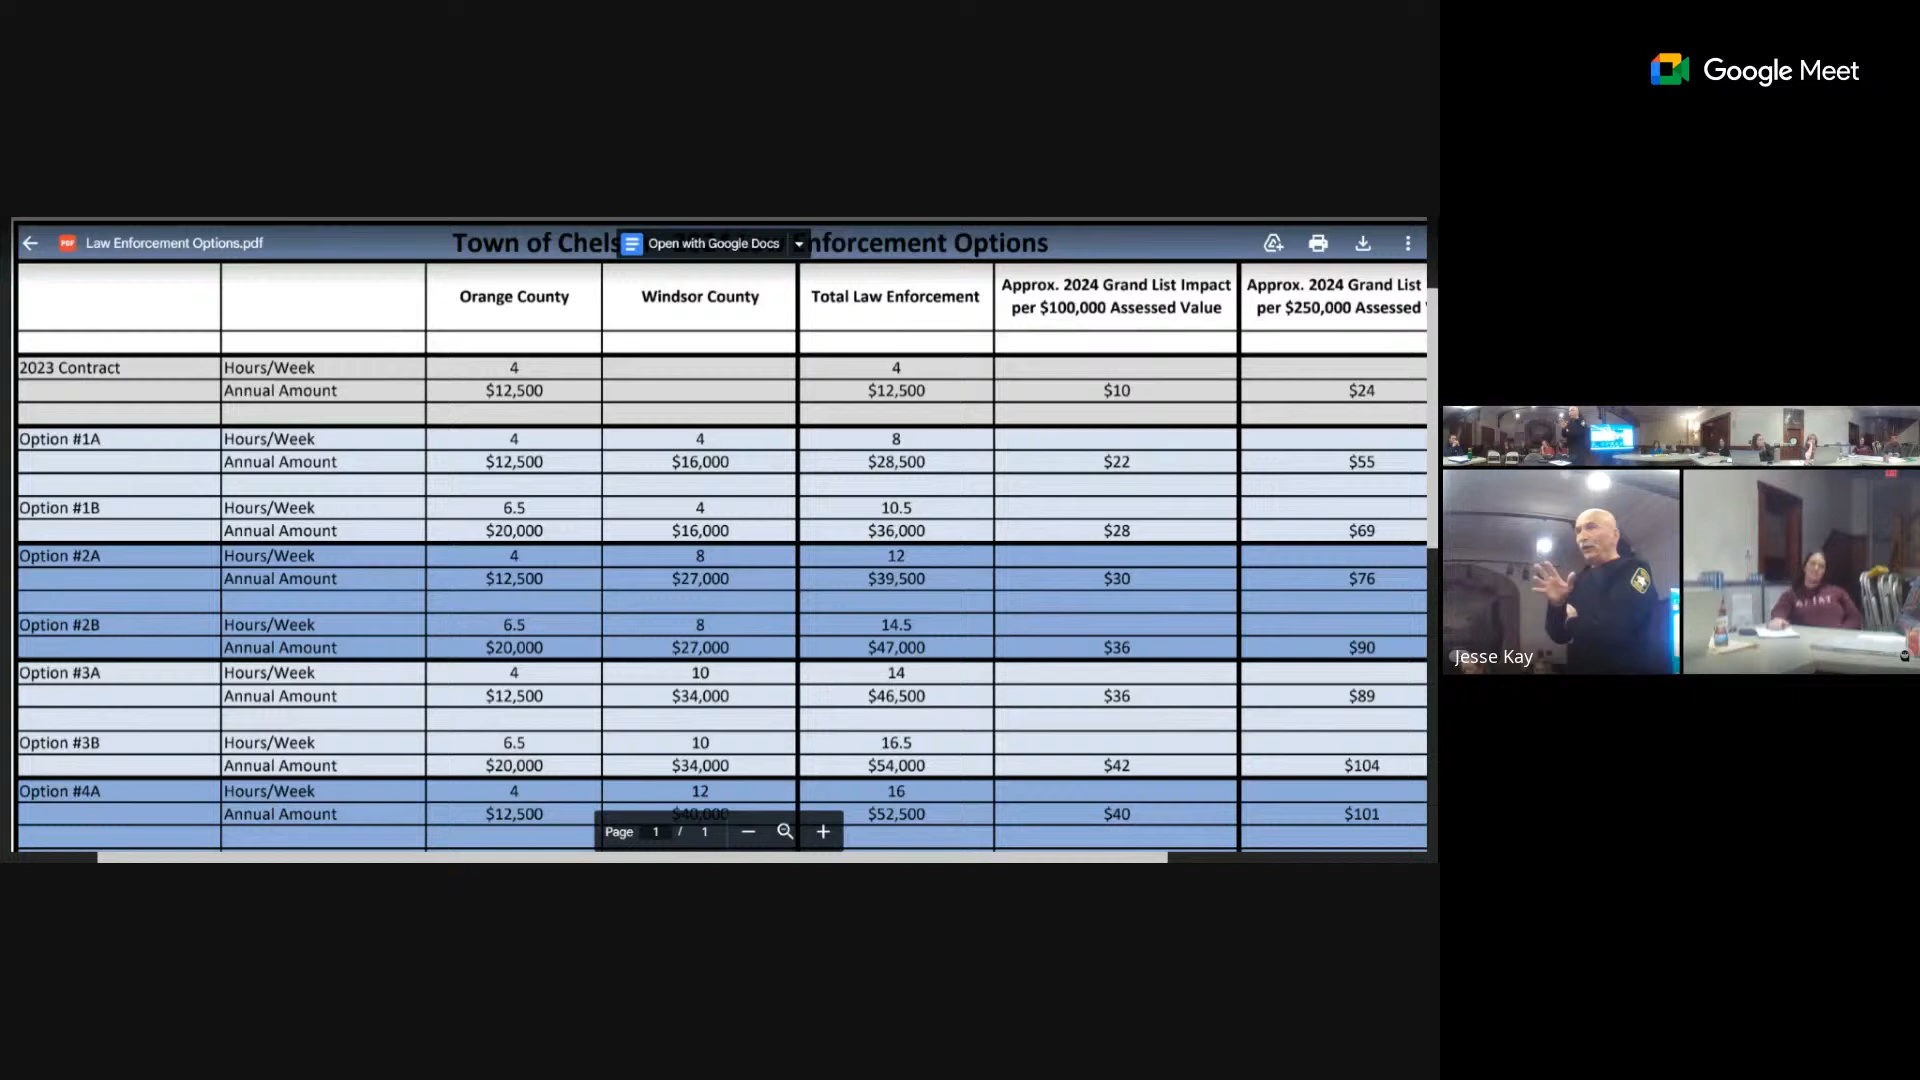 Google Meet
Law Enforcement Options.pdf
Town of Chels
Open with Google Docs
nforcement Options
Orange County Windsor County Total Law Enforcement Approx. 2024 Grand List Impact per $100,000 Assessed Value Approx. 2024 Grand List per $250,000 Assessed
2023 Contract Hours/Week 4 4
Annual Amount $12,500 $12,500 $10 $24
Option #1A Hours/Week 4 4 8
Annual Amount $12,500 $16,000 $28,500 $22 $55
Option #1B Hours/Week 6.5 4 10.5
Annual Amount $20,000 $16,000 $36,000 $28 $69
Option #2A Hours/Week 4 8 12
Annual Amount $12,500 $27,000 $39,500 $30 $76
Option #2B Hours/Week 6.5 8 14.5
Annual Amount $20,000 $27,000 $47,000 $36 $90
Option #3A Hours/Week 4 10 14
Annual Amount $12,500 $34,000 $46,500 $36 $89
Option #3B Hours/Week 6.5 10 16.5
Annual Amount $20,000 $34,000 $54,000 $42 $104
Option #4A Hours/Week 4 12 16
Annual Amount $12,500 $40,000 $52,500 $40 $101
Page 1 / 1
Jesse Kay